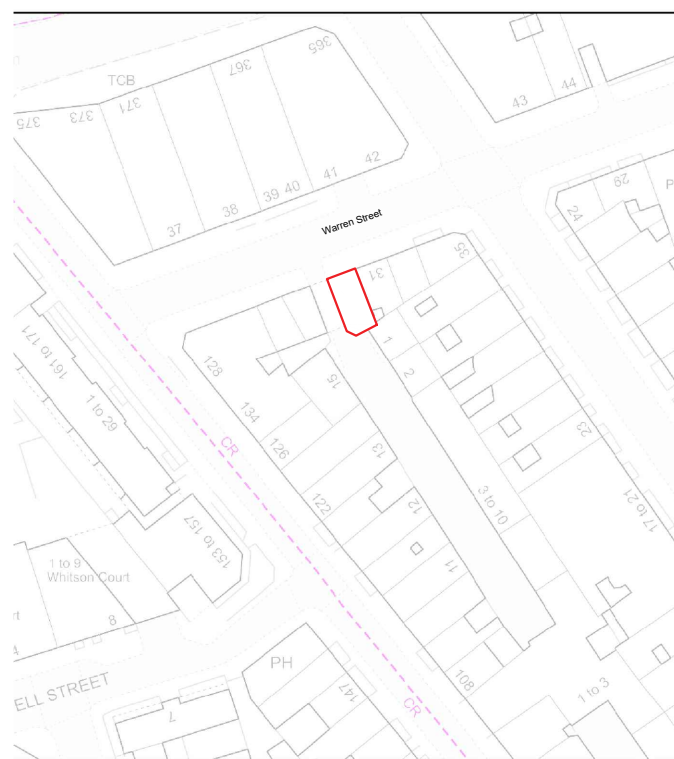 365
367
TCB
371
373
375
44
43
42
41
39 40
38
37
29
24
Warren Street
35
31
161 to 171
1 to 29
128
134
126
122
15
1
2
13
12
11
3 to 10
23
17 to 21
CR
153 to 157
1 to 9
Whitson Court
8
4
PH
147
108
ELL STREET
7
CR
1 to 3